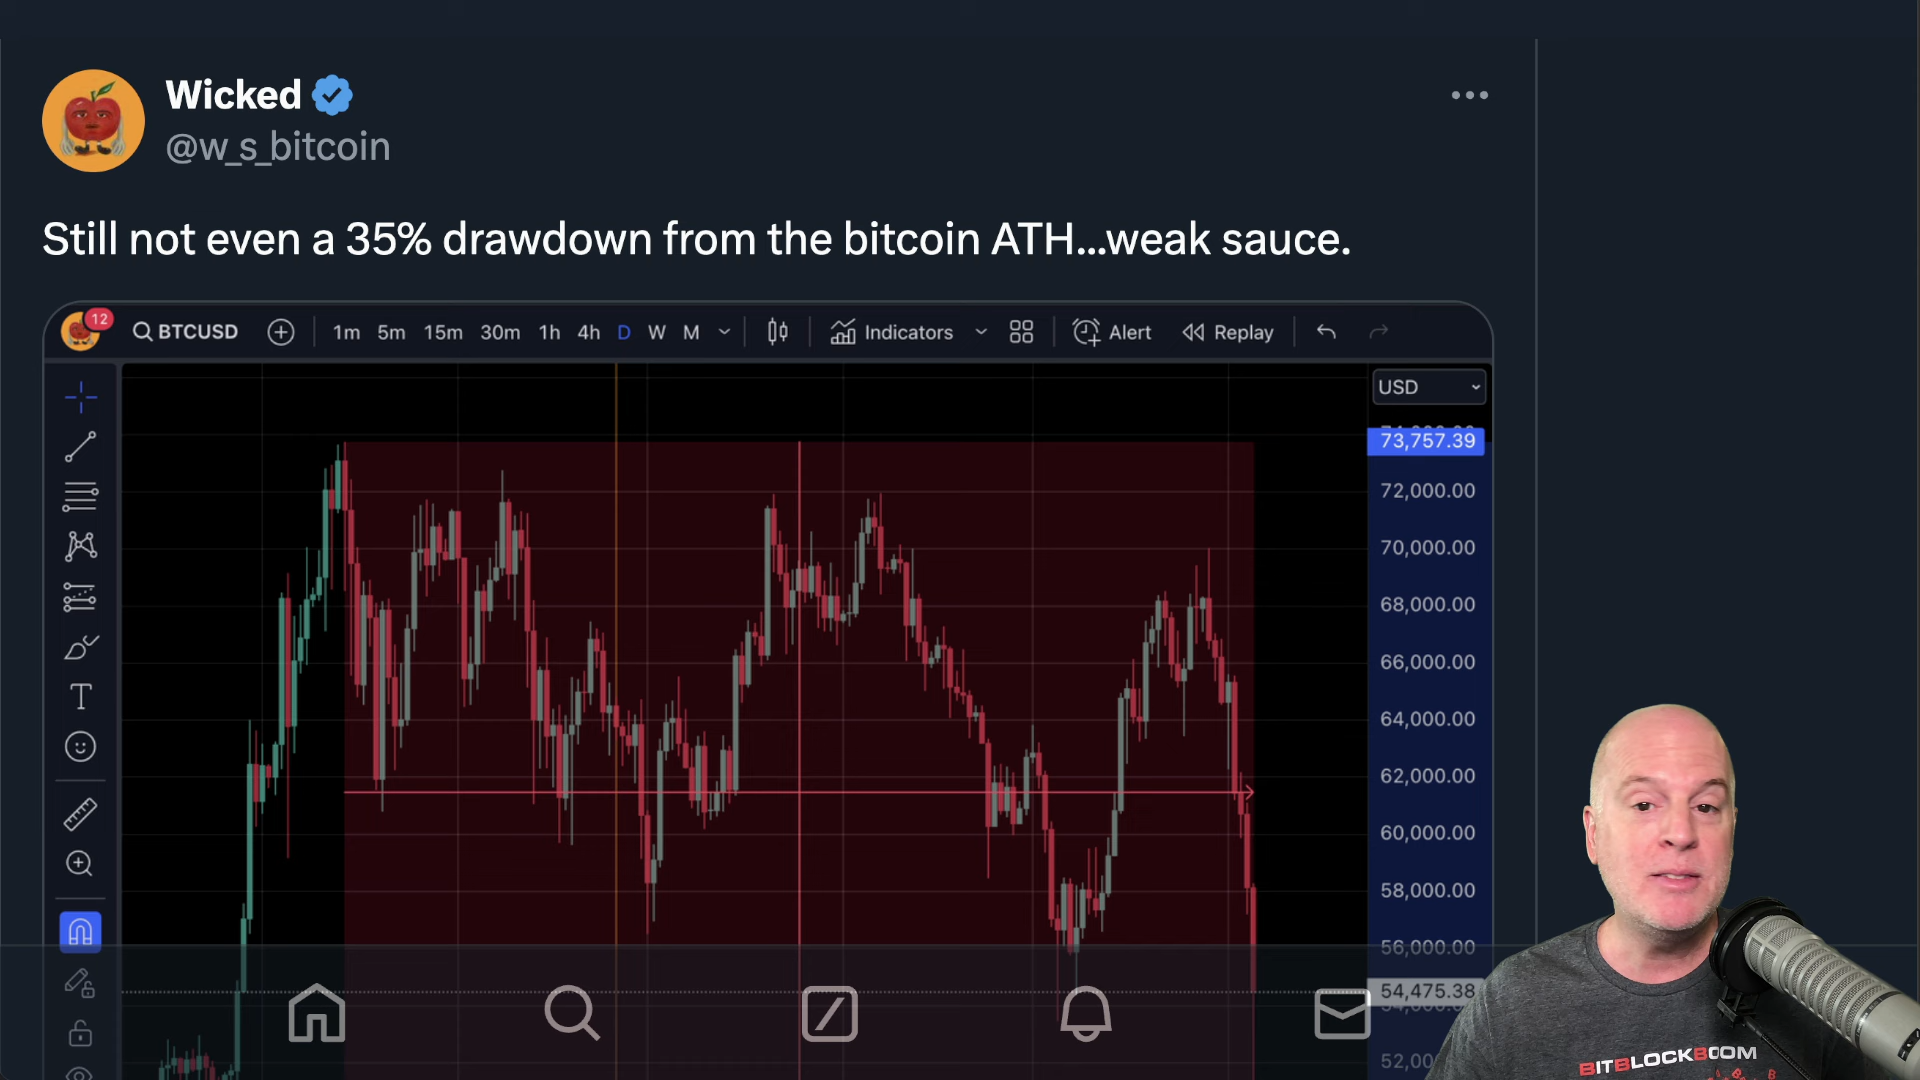 Wicked
@w_s_bitcoin
Still not even a 35% drawdown from the bitcoin ATH...weak sauce.
12
BTCUSD 1m 5m 15m 30m 1h 4h D W M Indicators Alert Replay
USD
73,757.39
72,000.00
70,000.00
68,000.00
66,000.00
64,000.00
62,000.00
60,000.00
58,000.00
56,000.00
54,475.38
BITBLOCKBOOM